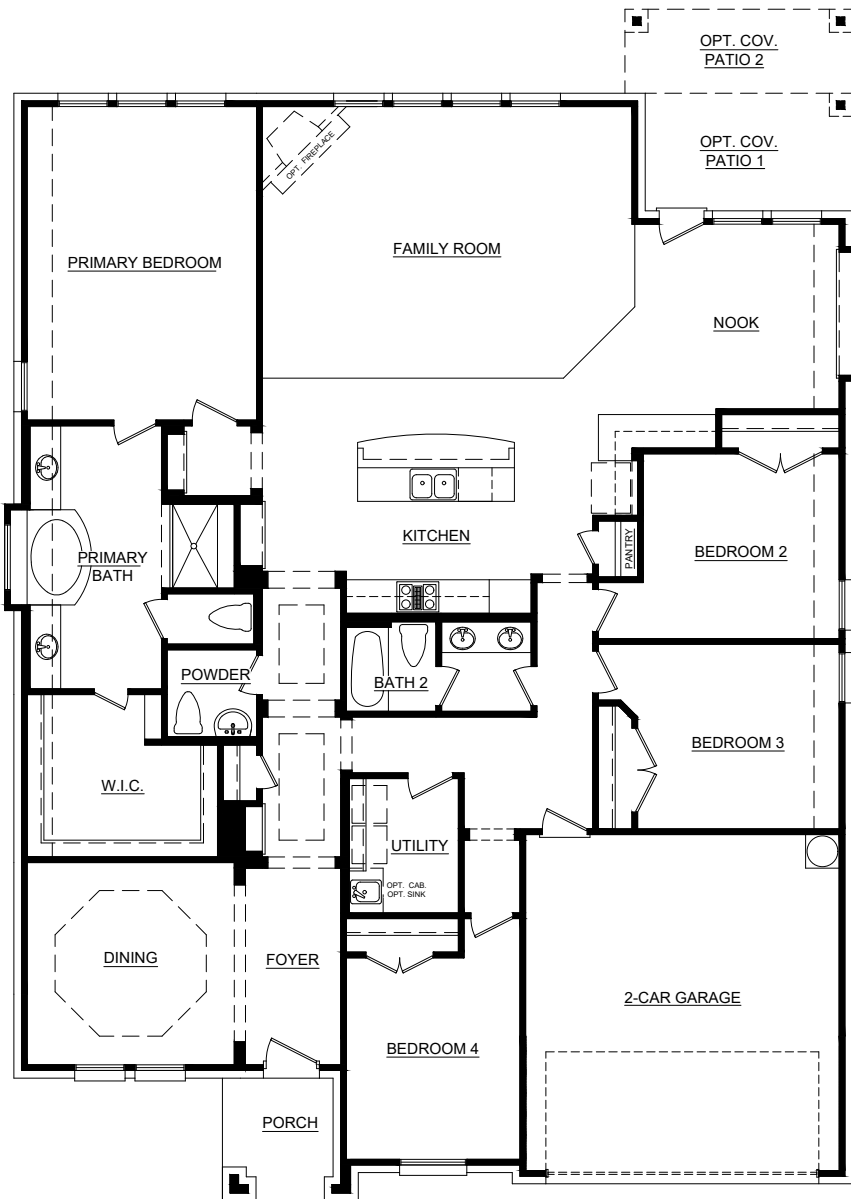 OPT. COV.
PATIO 2
OPT. COV.
PATIO 1
OPT. FIREPLACE
FAMILY ROOM
PRIMARY BEDROOM
NOOK
KITCHEN
PANTRY
BEDROOM 2
PRIMARY
BATH
POWDER
BATH 2
BEDROOM 3
W.I.C.
UTILITY
OPT. CAB.
OPT. SINK
DINING
FOYER
2-CAR GARAGE
BEDROOM 4
PORCH